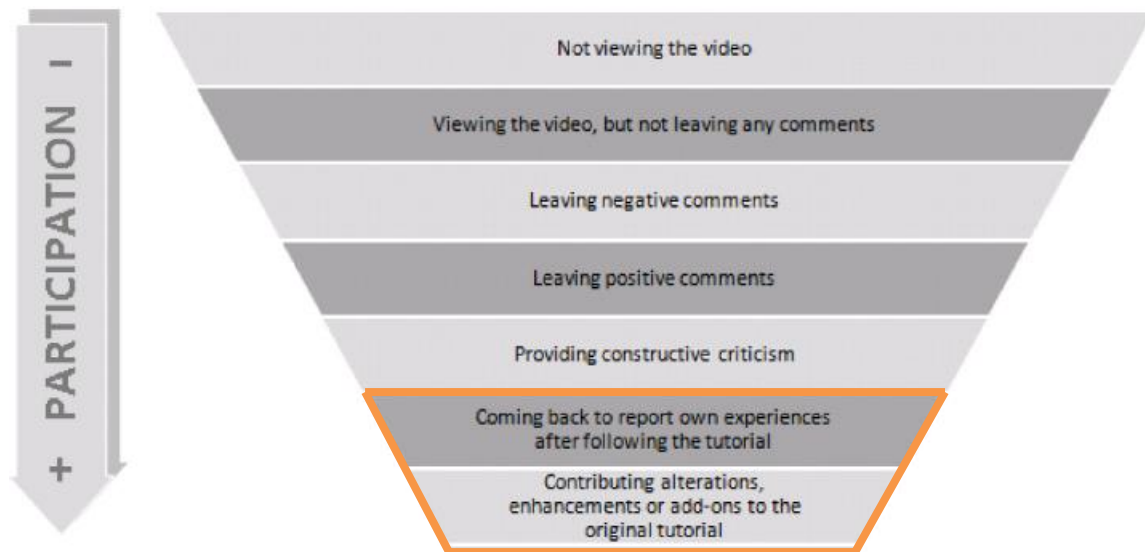 + PARTICIPATION -
Not viewing the video
Viewing the video, but not leaving any comments
Leaving negative comments
Leaving positive comments
Providing constructive criticism
Coming back to report own experiences
after following the tutorial
Contributing alterations,
enhancements or add-ons to the
original tutorial